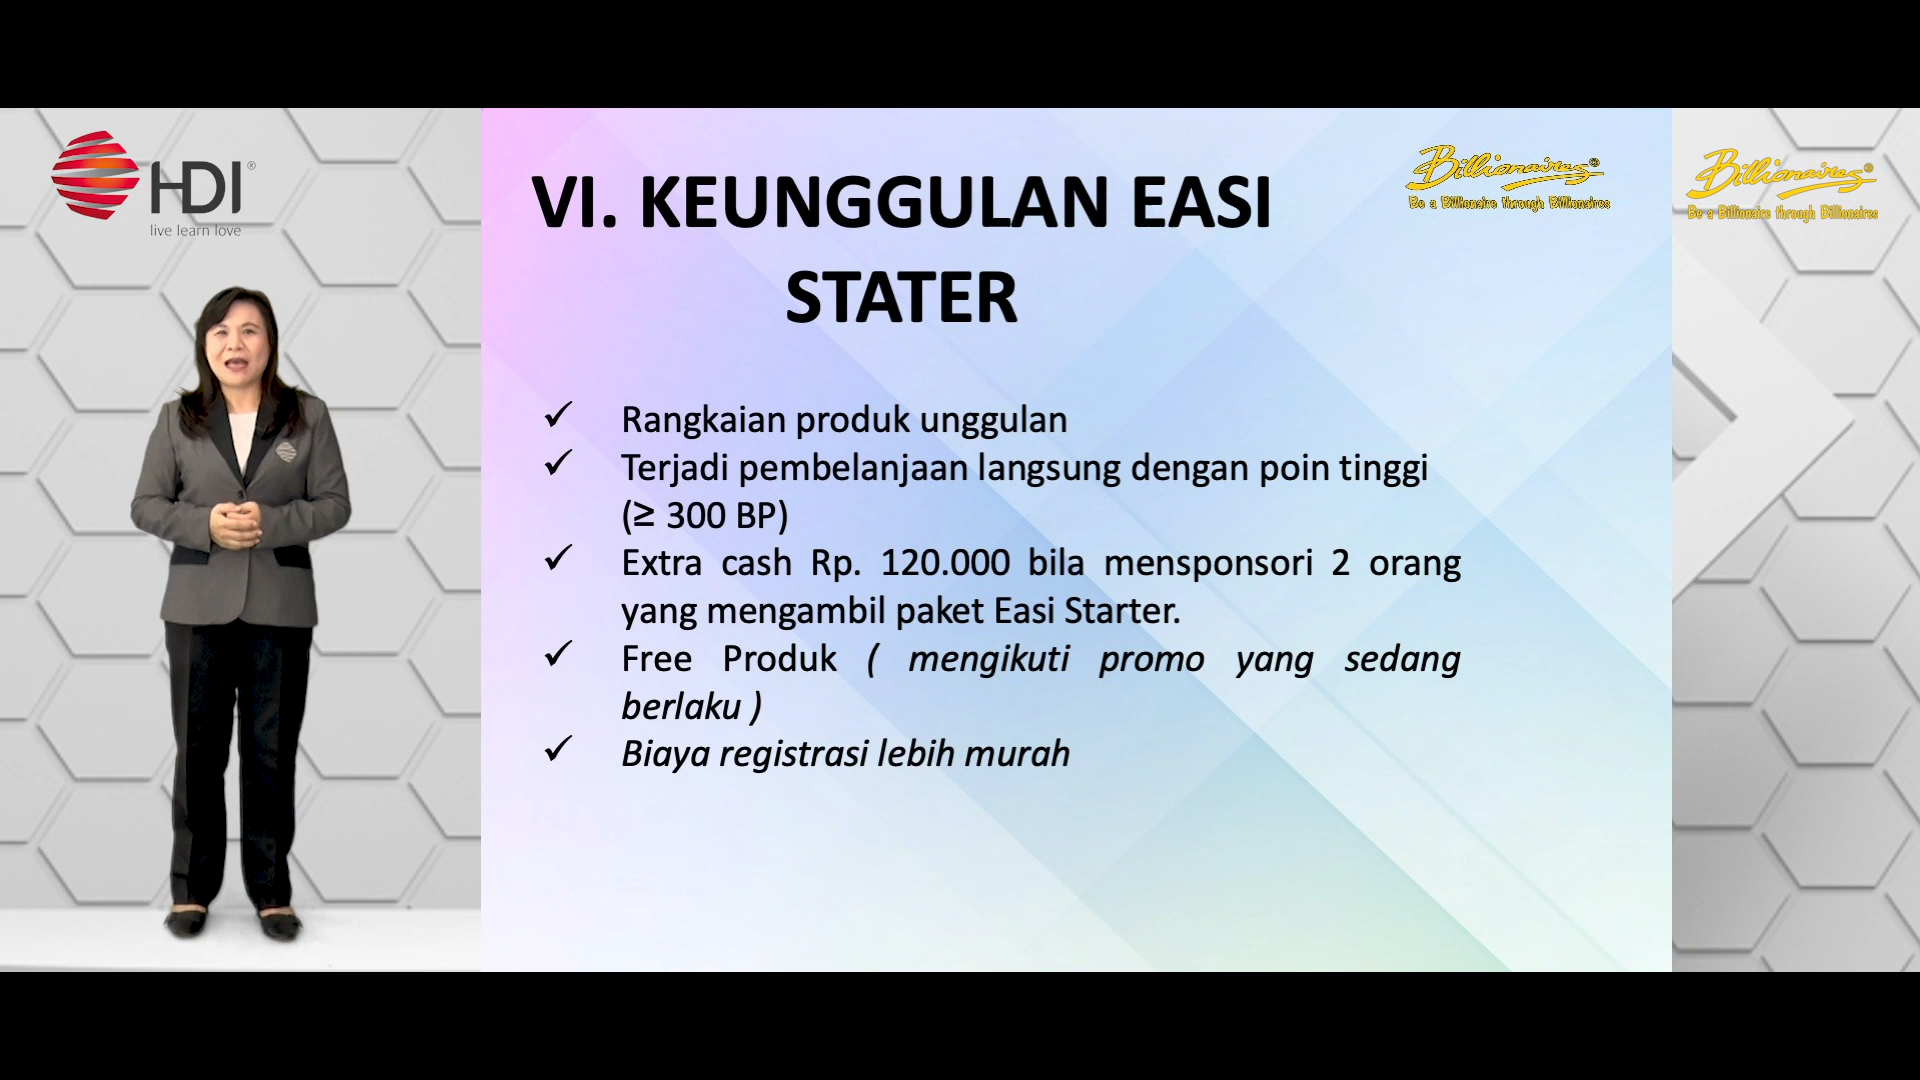 HDI®
live learn love
Billionaires®
Be a Billionaire through Billionaires
Billionaires®
Be a Billionaire through Billionaires
VI. KEUNGGULAN EASI
STATER
✓ Rangkaian produk unggulan
✓ Terjadi pembelanjaan langsung dengan poin tinggi
(≥ 300 BP)
✓ Extra cash Rp. 120.000 bila mensponsori 2 orang
yang mengambil paket Easi Starter.
✓ Free Produk ( mengikuti promo yang sedang
berlaku )
✓ Biaya registrasi lebih murah